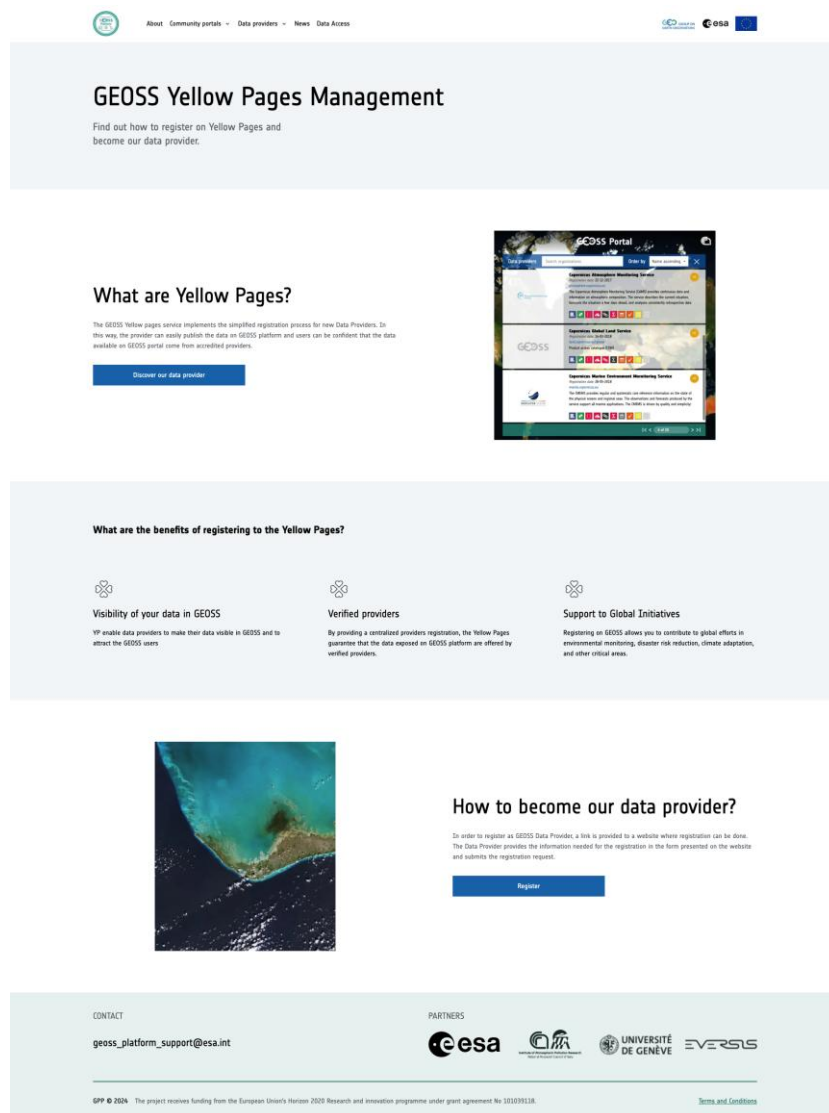 About Community portals Data providers News Data Access
esa
GEOSS Yellow Pages Management
Find out how to register on Yellow Pages and
become our data provider.
What are Yellow Pages?
The GEOSS Yellow pages service implements the simplified registration process for new Data Providers. In
this way, the provider can easily publish the data on GEOSS platform and users can be confident that the data
available on GEOSS portal come from accredited providers.
Discover our data provider
GEOSS Portal
Data providers Search organizations Order by Name ascending
Copernicus Atmosphere Monitoring Service
Copernicus Global Land Service
GEOSS
Copernicus Marine Environment Monitoring Service
What are the benefits of registering to the Yellow Pages?
Visibility of your data in GEOSS
YP enable data providers to make their data visible in GEOSS and to
attract the GEOSS users
Verified providers
By providing a centralized providers registration, the Yellow Pages
guarantee that the data exposed on GEOSS platform are offered by
verified providers.
Support to Global Initiatives
Registering on GEOSS allows you to contribute to global efforts in
environmental monitoring, disaster risk reduction, climate adaptation,
and other critical areas.
How to become our data provider?
In order to register as GEOSS Data Provider, a link is provided to a website where registration can be done.
The Data Provider provides the information needed for the registration in the form presented on the website
and submits the registration request.
Register
CONTACT
geoss_platform_support@esa.int
PARTNERS
esa
UNIVERSITÉ
DE GENÈVE
EVERSIS
GPP © 2024 The project receives funding from the European Union's Horizon 2020 Research and innovation programme under grant agreement No 101039118.
Terms and Conditions